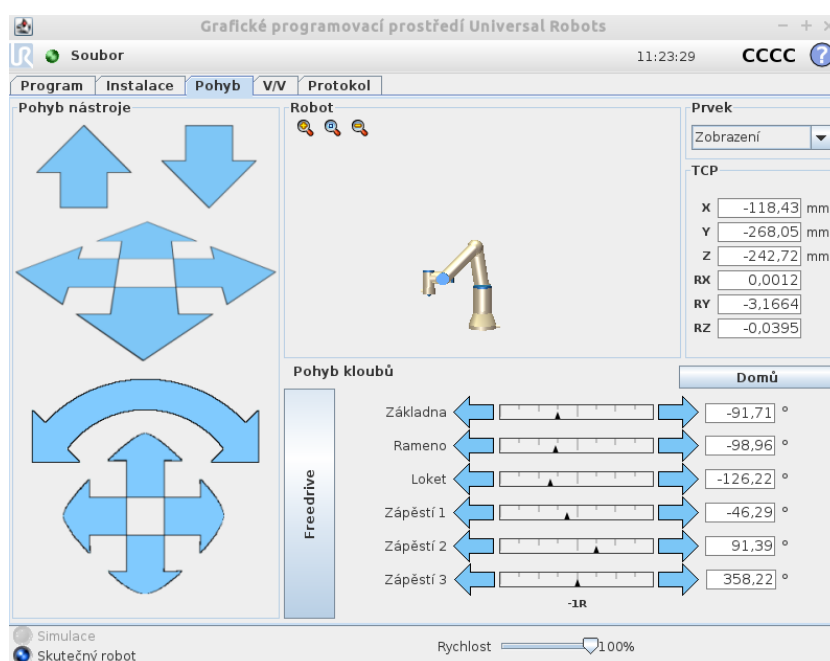 Grafické programovací prostředí Universal Robots
UR Soubor 11:23:29 CCCC ?
Program Instalace Pohyb V/V Protokol
Pohyb nástroje
Robot
Prvek
Zobrazení
TCP
X -118,43 mm
Y -268,05 mm
Z -242,72 mm
RX 0,0012
RY -3,1664
RZ -0,0395
Pohyb kloubů
Domů
Freedrive
Základna -91,71 °
Rameno -98,96 °
Loket -126,22 °
Zápěstí 1 -46,29 °
Zápěstí 2 91,39 °
Zápěstí 3 358,22 °
-1R
Simulace
Skutečný robot
Rychlost 100%